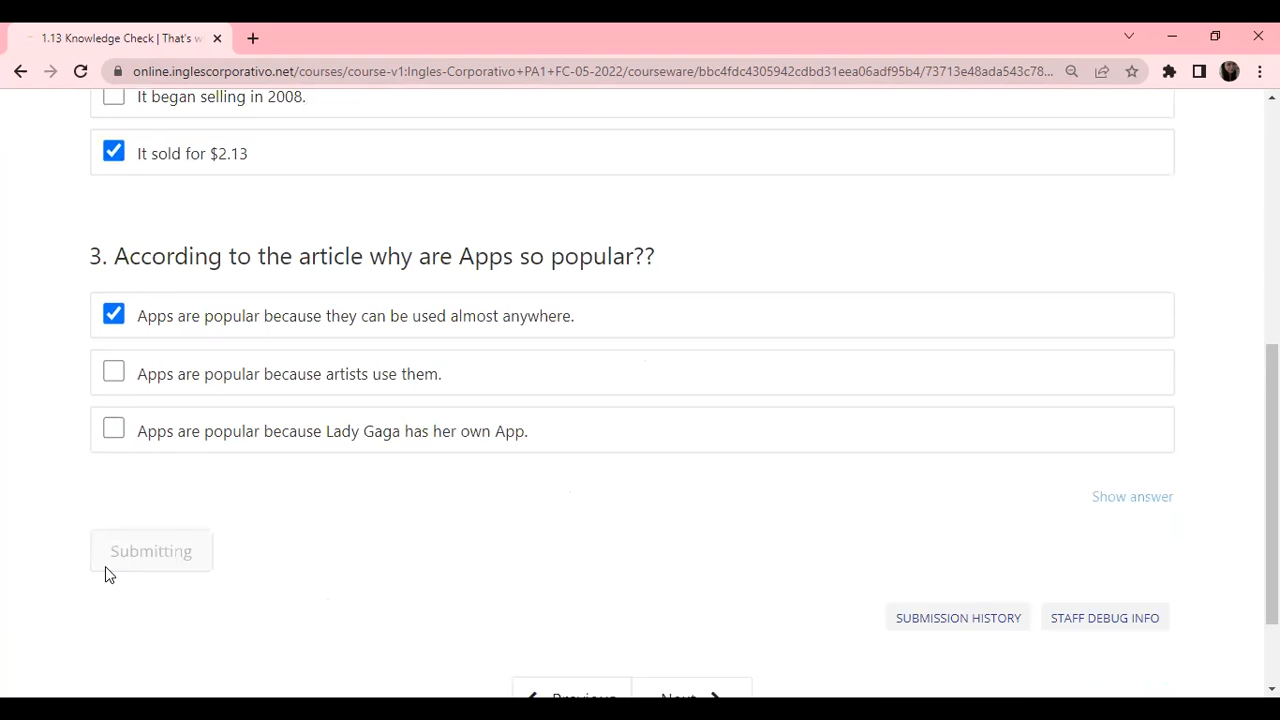 1.13 Knowledge Check | That's w
online.inglescorporativo.net/courses/course-v1:Ingles-Corporativo+PA1+FC-05-2022/courseware/bbc4fdc4305942cdbd31eea06adf95b4/73713e48ada543c78...
It began selling in 2008.
It sold for $2.13
3. According to the article why are Apps so popular??
Apps are popular because they can be used almost anywhere.
Apps are popular because artists use them.
Apps are popular because Lady Gaga has her own App.
Show answer
Submitting
SUBMISSION HISTORY STAFF DEBUG INFO
Previous Next